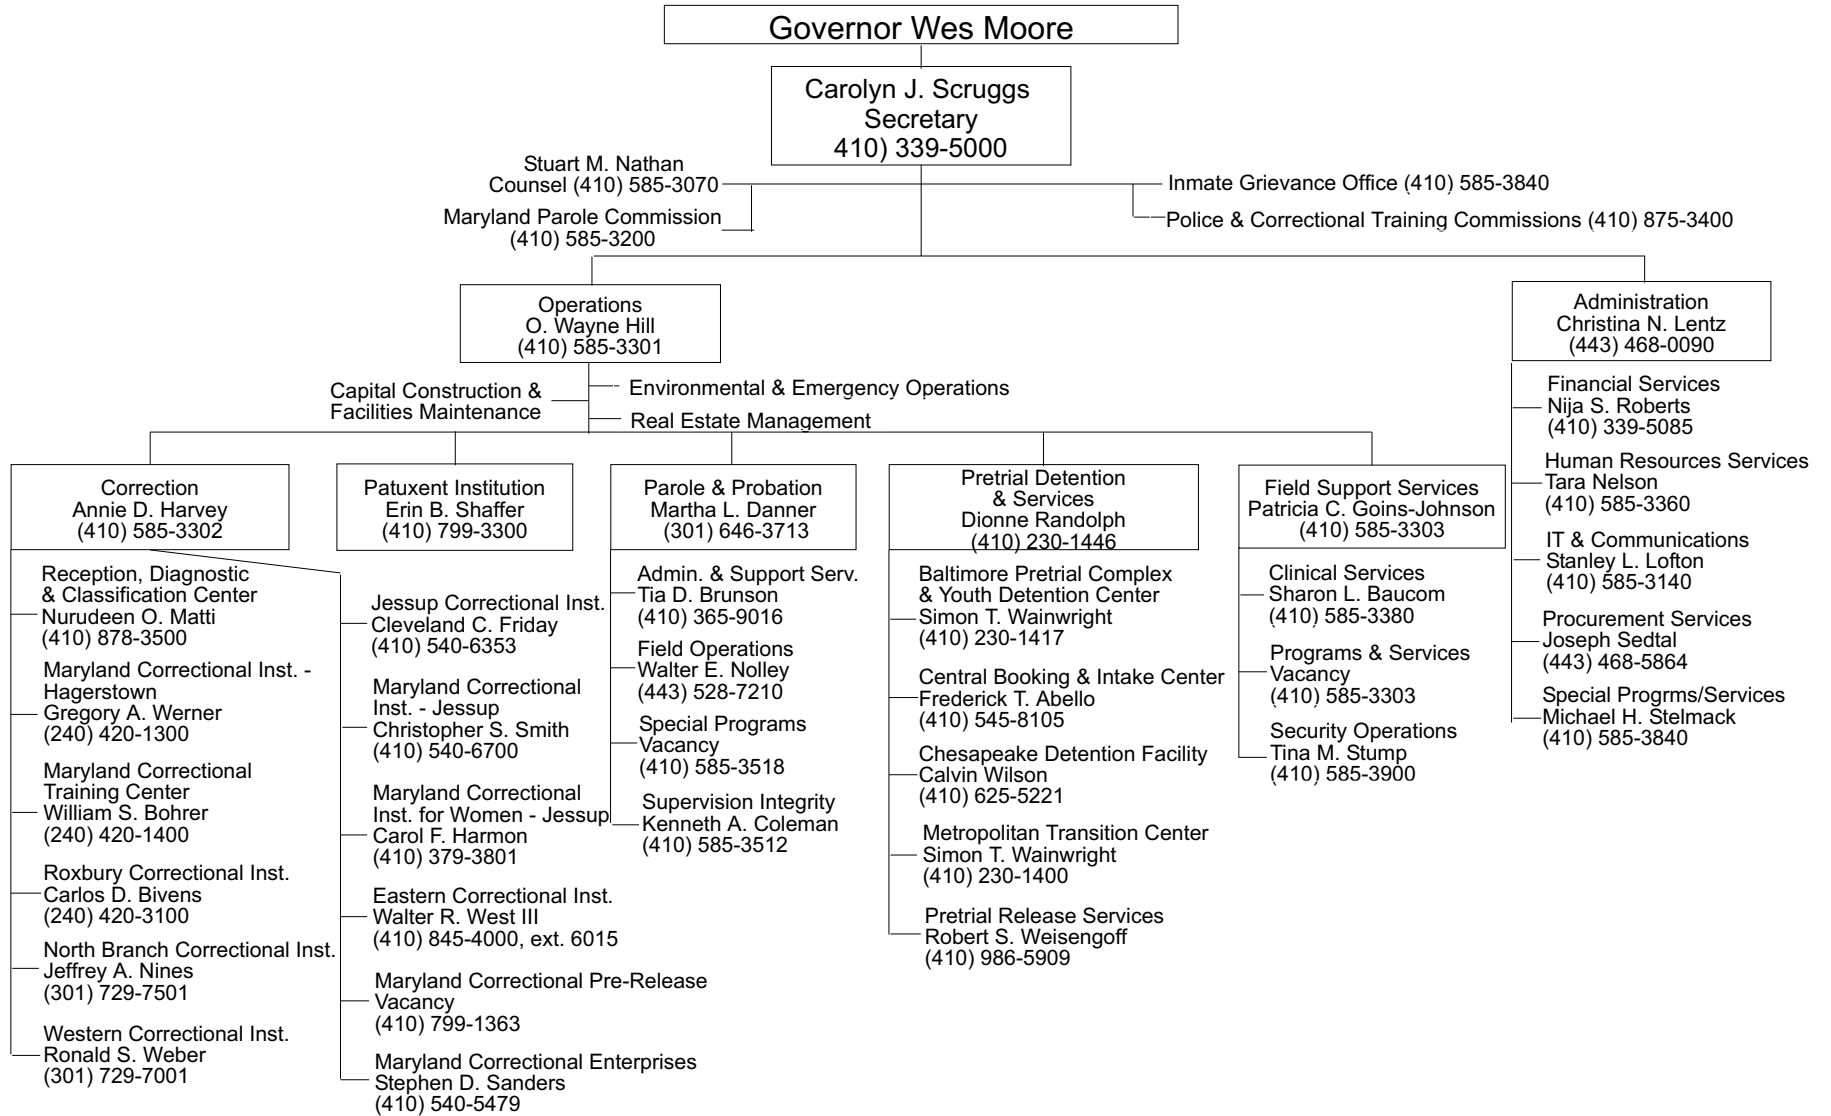 Governor Wes Moore
Carolyn J. Scruggs
Secretary
410) 339-5000
Stuart M. Nathan
Counsel (410) 585-3070
Maryland Parole Commission
(410) 585-3200
Inmate Grievance Office (410) 585-3840
Police & Correctional Training Commissions (410) 875-3400
Operations
O. Wayne Hill
(410) 585-3301
Administration
Christina N. Lentz
(443) 468-0090
Capital Construction &
Facilities Maintenance
Environmental & Emergency Operations
Real Estate Management
Correction
Annie D. Harvey
(410) 585-3302
Reception, Diagnostic
& Classification Center
Nurudeen O. Matti
(410) 878-3500
Maryland Correctional Inst. -
Hagerstown
Gregory A. Werner
(240) 420-1300
Maryland Correctional
Training Center
William S. Bohrer
(240) 420-1400
Roxbury Correctional Inst.
Carlos D. Bivens
(240) 420-3100
North Branch Correctional Inst.
Jeffrey A. Nines
(301) 729-7501
Western Correctional Inst.
Ronald S. Weber
(301) 729-7001
Jessup Correctional Inst.
Cleveland C. Friday
(410) 540-6353
Maryland Correctional
Inst. - Jessup
Christopher S. Smith
(410) 540-6700
Maryland Correctional
Inst. for Women - Jessup
Carol F. Harmon
(410) 379-3801
Eastern Correctional Inst.
Walter R. West III
(410) 845-4000, ext. 6015
Maryland Correctional Pre-Release
Vacancy
(410) 799-1363
Maryland Correctional Enterprises
Stephen D. Sanders
(410) 540-5479
Patuxent Institution
Erin B. Shaffer
(410) 799-3300
Parole & Probation
Martha L. Danner
(301) 646-3713
Admin. & Support Serv.
Tia D. Brunson
(410) 365-9016
Field Operations
Walter E. Nolley
(443) 528-7210
Special Programs
Vacancy
(410) 585-3518
Supervision Integrity
Kenneth A. Coleman
(410) 585-3512
Pretrial Detention
& Services
Dionne Randolph
(410) 230-1446
Baltimore Pretrial Complex
& Youth Detention Center
Simon T. Wainwright
(410) 230-1417
Central Booking & Intake Center
Frederick T. Abello
(410) 545-8105
Chesapeake Detention Facility
Calvin Wilson
(410) 625-5221
Metropolitan Transition Center
Simon T. Wainwright
(410) 230-1400
Pretrial Release Services
Robert S. Weisengoff
(410) 986-5909
Field Support Services
Patricia C. Goins-Johnson
(410) 585-3303
Clinical Services
Sharon L. Baucom
(410) 585-3380
Programs & Services
Vacancy
(410) 585-3303
Security Operations
Tina M. Stump
(410) 585-3900
Financial Services
Nija S. Roberts
(410) 339-5085
Human Resources Services
Tara Nelson
(410) 585-3360
IT & Communications
Stanley L. Lofton
(410) 585-3140
Procurement Services
Joseph Sedtal
(443) 468-5864
Special Progrms/Services
Michael H. Stelmack
(410) 585-3840